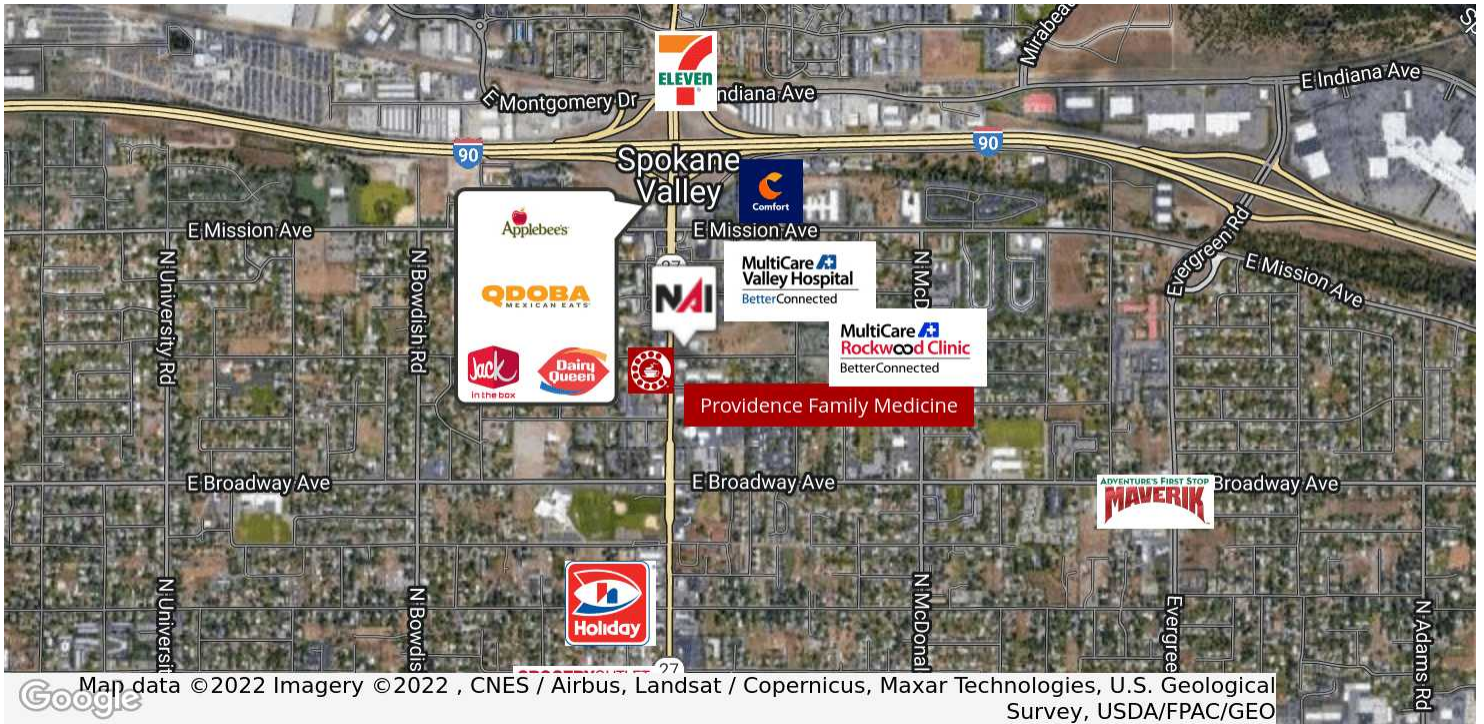 Mirabeau
7
ELEVEN
E Montgomery Dr
Indiana Ave
E Indiana Ave
90
90
Spokane
Valley
Comfort
E Mission Ave
E Mission Ave
E Mission Ave
Evergreen Rd
Applebee's
QDOBA
MEXICAN EATS
Jack
in the box
Dairy
Queen
27
NAI
MultiCare
Valley Hospital
BetterConnected
MultiCare
Rockwood Clinic
BetterConnected
Providence Family Medicine
N University Rd
N Bowdish Rd
N McD
E Broadway Ave
E Broadway Ave
Broadway Ave
ADVENTURE'S FIRST STOP
MAVERIK
Holiday
N Universit
N Bowdis
N McDonal
Evergree
N Adams Rd
GROCERY OUTLET
27
Google
Map data ©2022 Imagery ©2022 , CNES / Airbus, Landsat / Copernicus, Maxar Technologies, U.S. Geological
Survey, USDA/FPAC/GEO